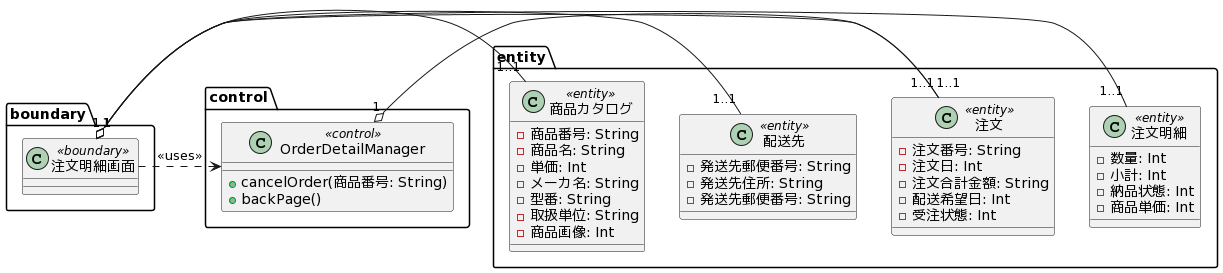 boundary
C
«boundary»
注文明細画面
«uses»
control
C
«control»
OrderDetailManager
cancelOrder(商品番号: String)
backPage()
entity
C
«entity»
商品カタログ
商品番号: String
商品名: String
単価: Int
メーカ名: String
型番: String
取扱単位: String
商品画像: Int
C
«entity»
配送先
発送先郵便番号: String
発送先住所: String
発送先郵便番号: String
C
«entity»
注文
注文番号: String
注文日: Int
注文合計金額: String
配送希望日: Int
受注状態: Int
C
«entity»
注文明細
数量: Int
小計: Int
納品状態: Int
商品単価: Int
1
1
1
1..1
1..1
1..1
1..1
1..1